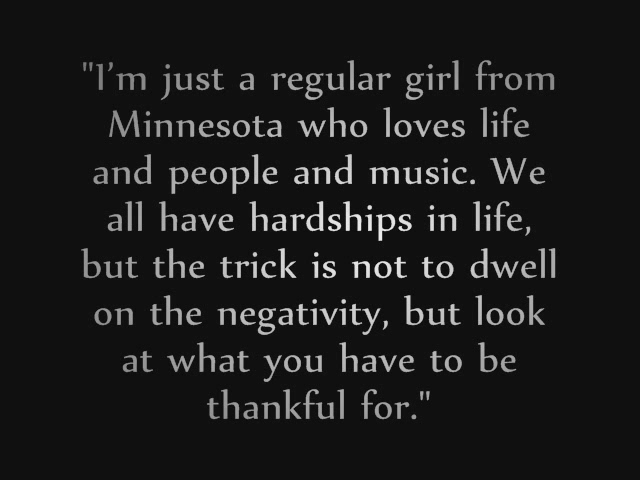 "I'm just a regular girl from
Minnesota who loves life
and people and music. We
all have hardships in life,
but the trick is not to dwell
on the negativity, but look
at what you have to be
thankful for."